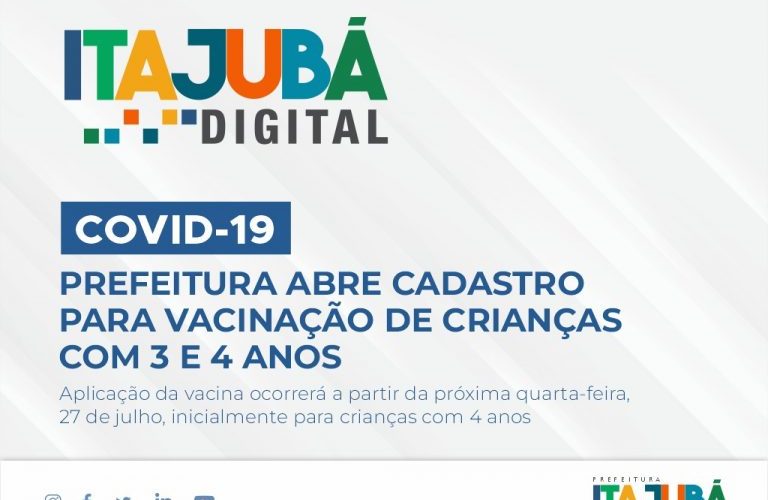 ITAJUBÁ
DIGITAL
COVID-19
PREFEITURA ABRE CADASTRO
PARA VACINAÇÃO DE CRIANÇAS
COM 3 E 4 ANOS
Aplicação da vacina ocorrerá a partir da próxima quarta-feira,
27 de julho, inicialmente para crianças com 4 anos
PREFEITURA
ITAJUBÁ